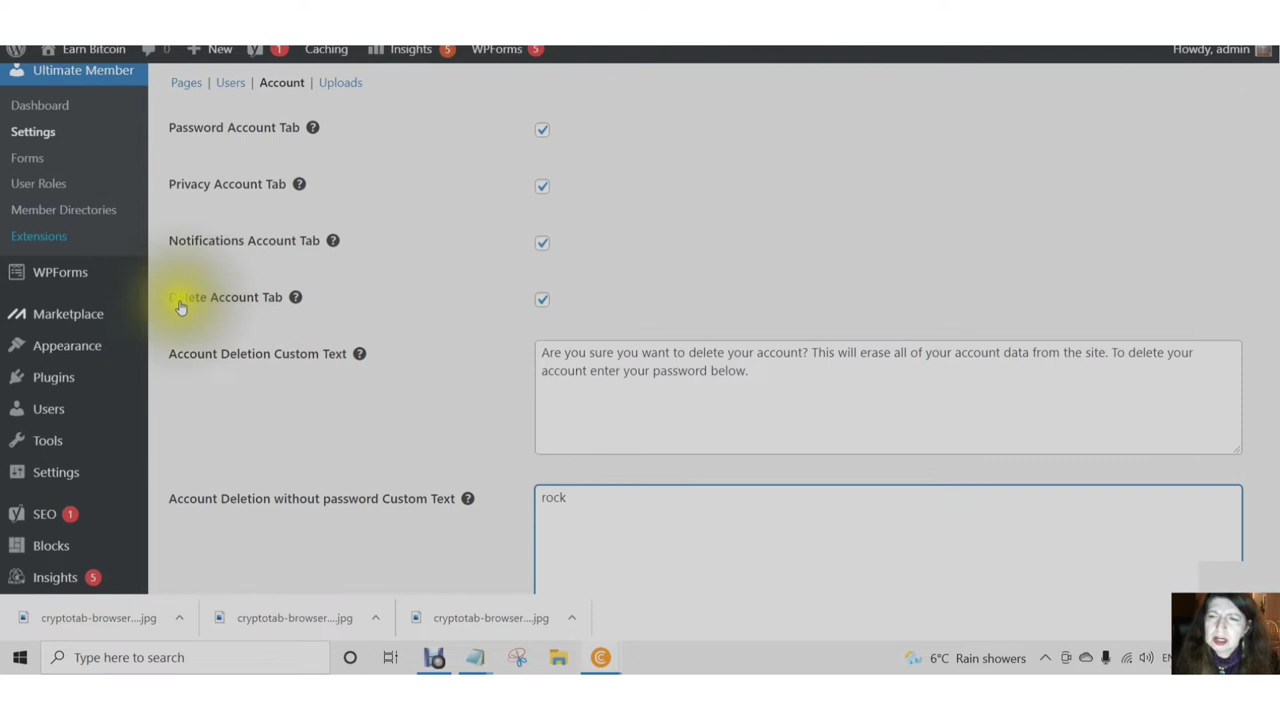 Earn Bitcoin
0
New
1
Caching
Insights
5
WPForms
5
Howdy, admin
Ultimate Member
Dashboard
Settings
Forms
User Roles
Member Directories
Extensions
WPForms
Marketplace
Appearance
Plugins
Users
Tools
Settings
SEO 1
Blocks
Insights 5
Pages | Users | Account | Uploads
Password Account Tab ?
Privacy Account Tab ?
Notifications Account Tab ?
Delete Account Tab ?
Account Deletion Custom Text ?
Are you sure you want to delete your account? This will erase all of your account data from the site. To delete your
account enter your password below.
Account Deletion without password Custom Text ?
rock
cryptotab-browser....jpg
cryptotab-browser....jpg
cryptotab-browser....jpg
Type here to search
6°C Rain showers